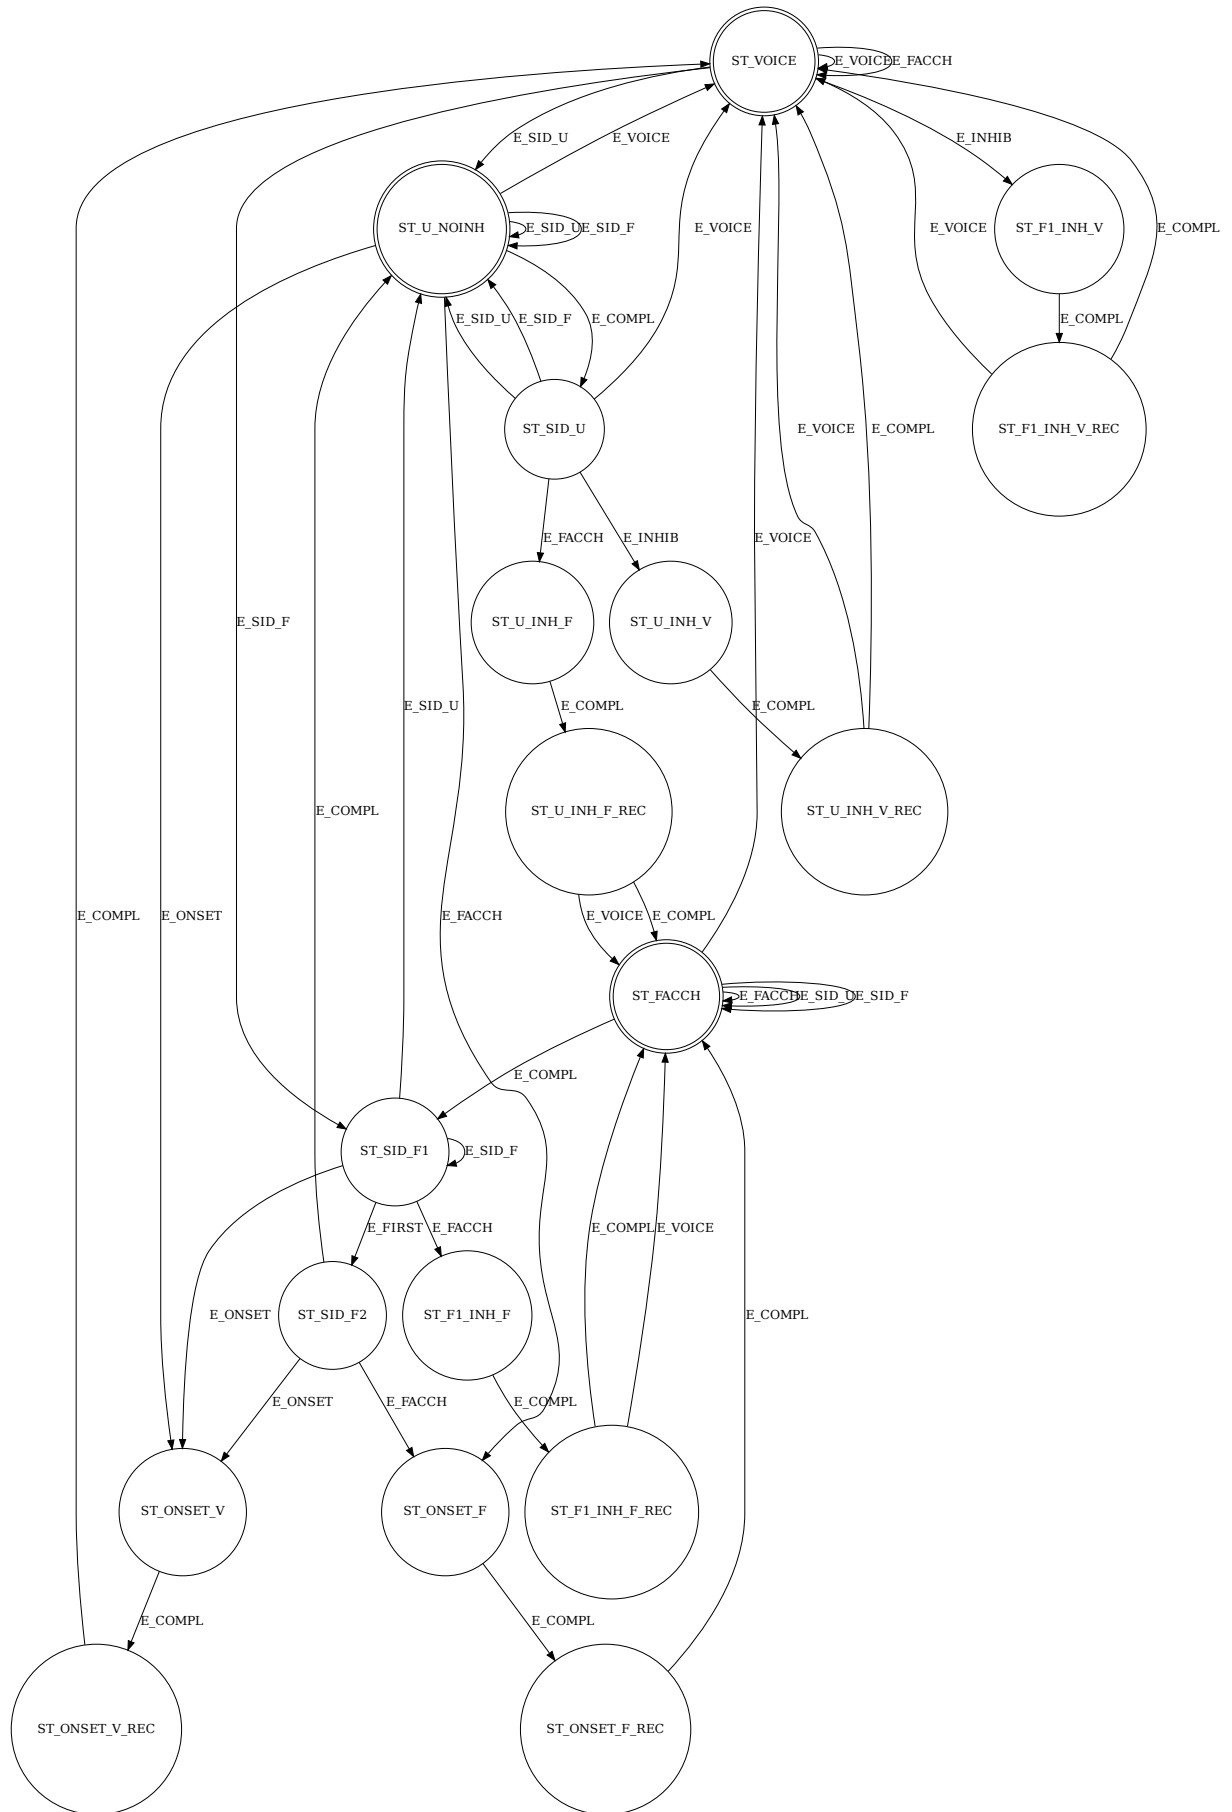 ST_VOICE
E_VOICE
E_FACCH
E_SID_U
E_VOICE
E_INHIB
ST_U_NOINH
E_SID_U
E_SID_F
E_VOICE
ST_F1_INH_V
E_VOICE
E_COMPL
E_SID_U
E_SID_F
E_COMPL
E_COMPL
ST_SID_U
E_VOICE
E_COMPL
ST_F1_INH_V_REC
E_FACCH
E_INHIB
E_VOICE
E_SID_F
ST_U_INH_F
ST_U_INH_V
E_SID_U
E_COMPL
E_COMPL
E_COMPL
ST_U_INH_F_REC
ST_U_INH_V_REC
E_COMPL
E_ONSET
E_FACCH
E_VOICE
E_COMPL
ST_FACCH
E_FACCH
E_SID_U
E_SID_F
E_COMPL
ST_SID_F1
E_SID_F
E_FIRST
E_FACCH
E_COMPL
E_VOICE
E_ONSET
ST_SID_F2
ST_F1_INH_F
E_COMPL
E_ONSET
E_FACCH
E_COMPL
ST_ONSET_V
ST_ONSET_F
ST_F1_INH_F_REC
E_COMPL
E_COMPL
ST_ONSET_V_REC
ST_ONSET_F_REC